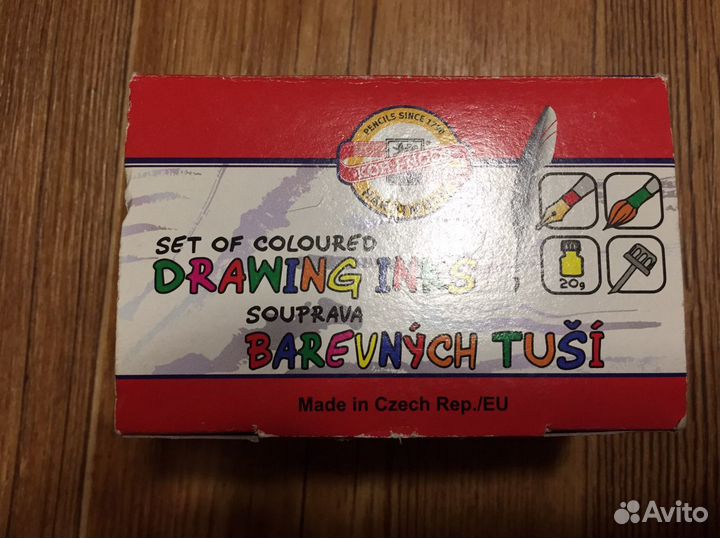 PENCILS SINCE 1790
KOH-I-NOOR
HARDTMUTH
SET OF COLOURED
DRAWING INKS
SOUPRAVA
BAREVNÝCH TUŠÍ
20g
Made in Czech Rep./EU
Avito